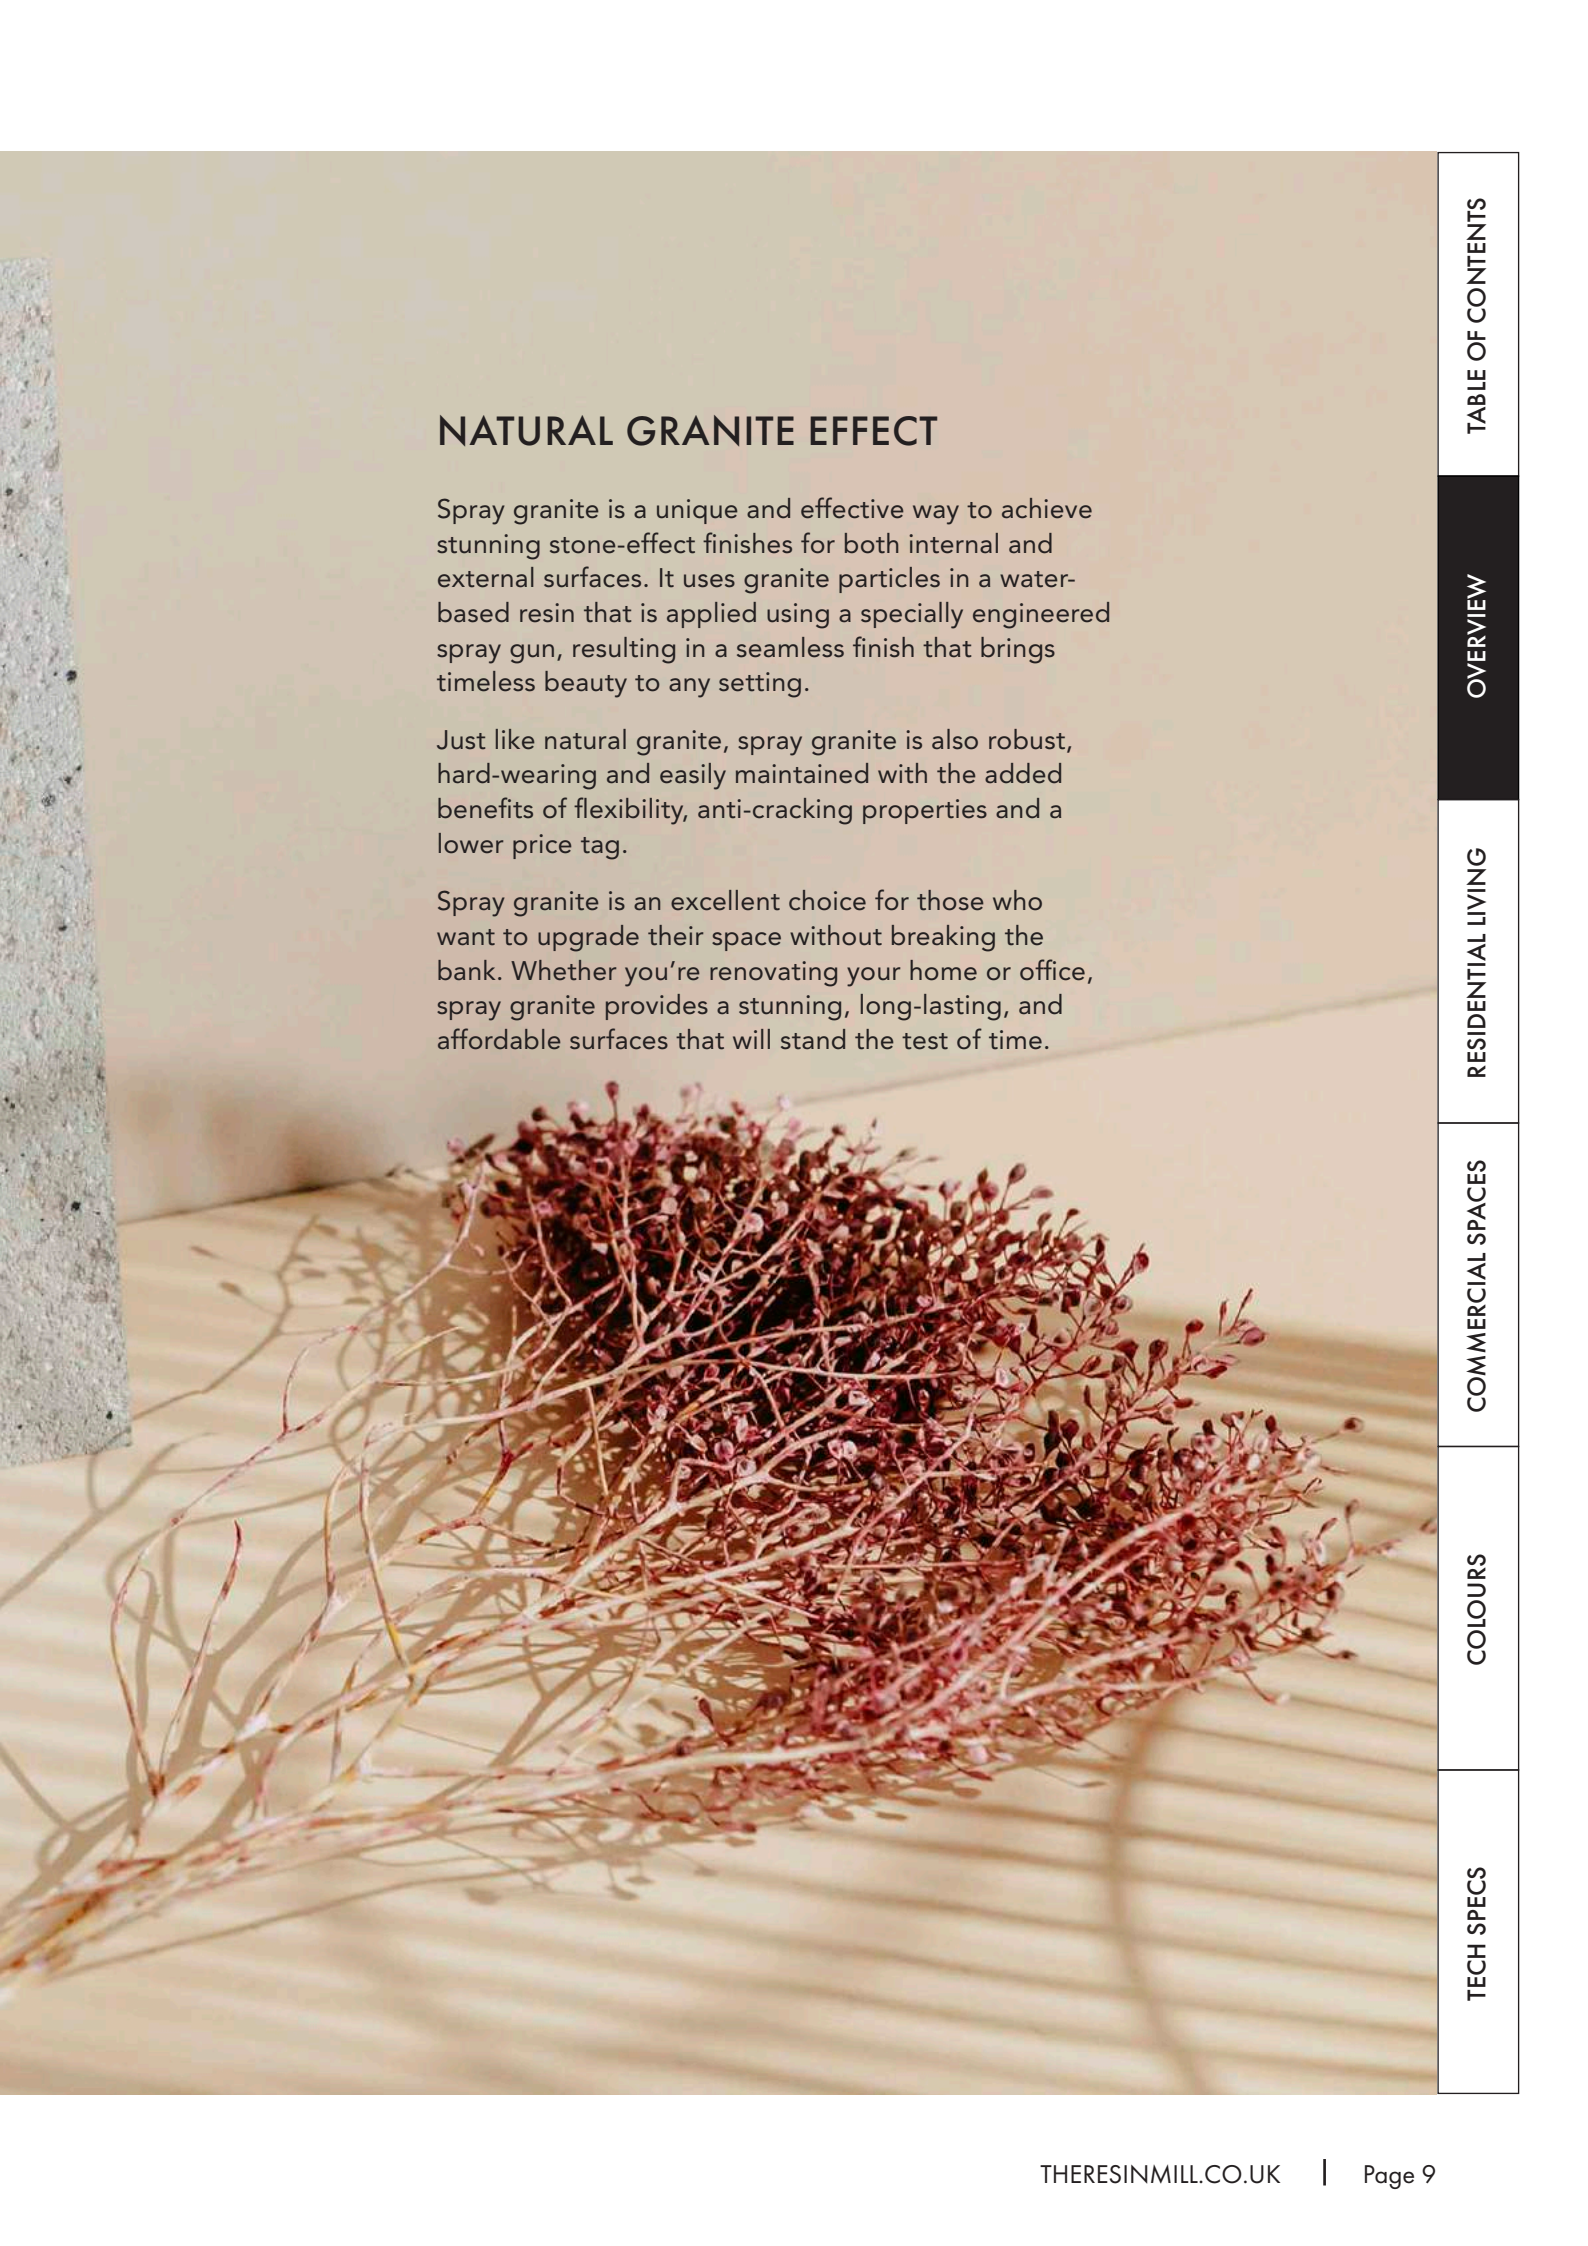 NATURAL GRANITE EFFECT
Spray granite is a unique and effective way to achieve
stunning stone-effect finishes for both internal and
external surfaces. It uses granite particles in a water-
based resin that is applied using a specially engineered
spray gun, resulting in a seamless finish that brings
timeless beauty to any setting.
Just like natural granite, spray granite is also robust,
hard-wearing and easily maintained with the added
benefits of flexibility, anti-cracking properties and a
lower price tag.
Spray granite is an excellent choice for those who
want to upgrade their space without breaking the
bank. Whether you’re renovating your home or office,
spray granite provides a stunning, long-lasting, and
affordable surfaces that will stand the test of time.
TABLE OF CONTENTS
OVERVIEW
RESIDENTIAL LIVING
COMMERCIAL SPACES
COLOURS
TECH SPECS
THERESINMILL.CO.UK | Page 9